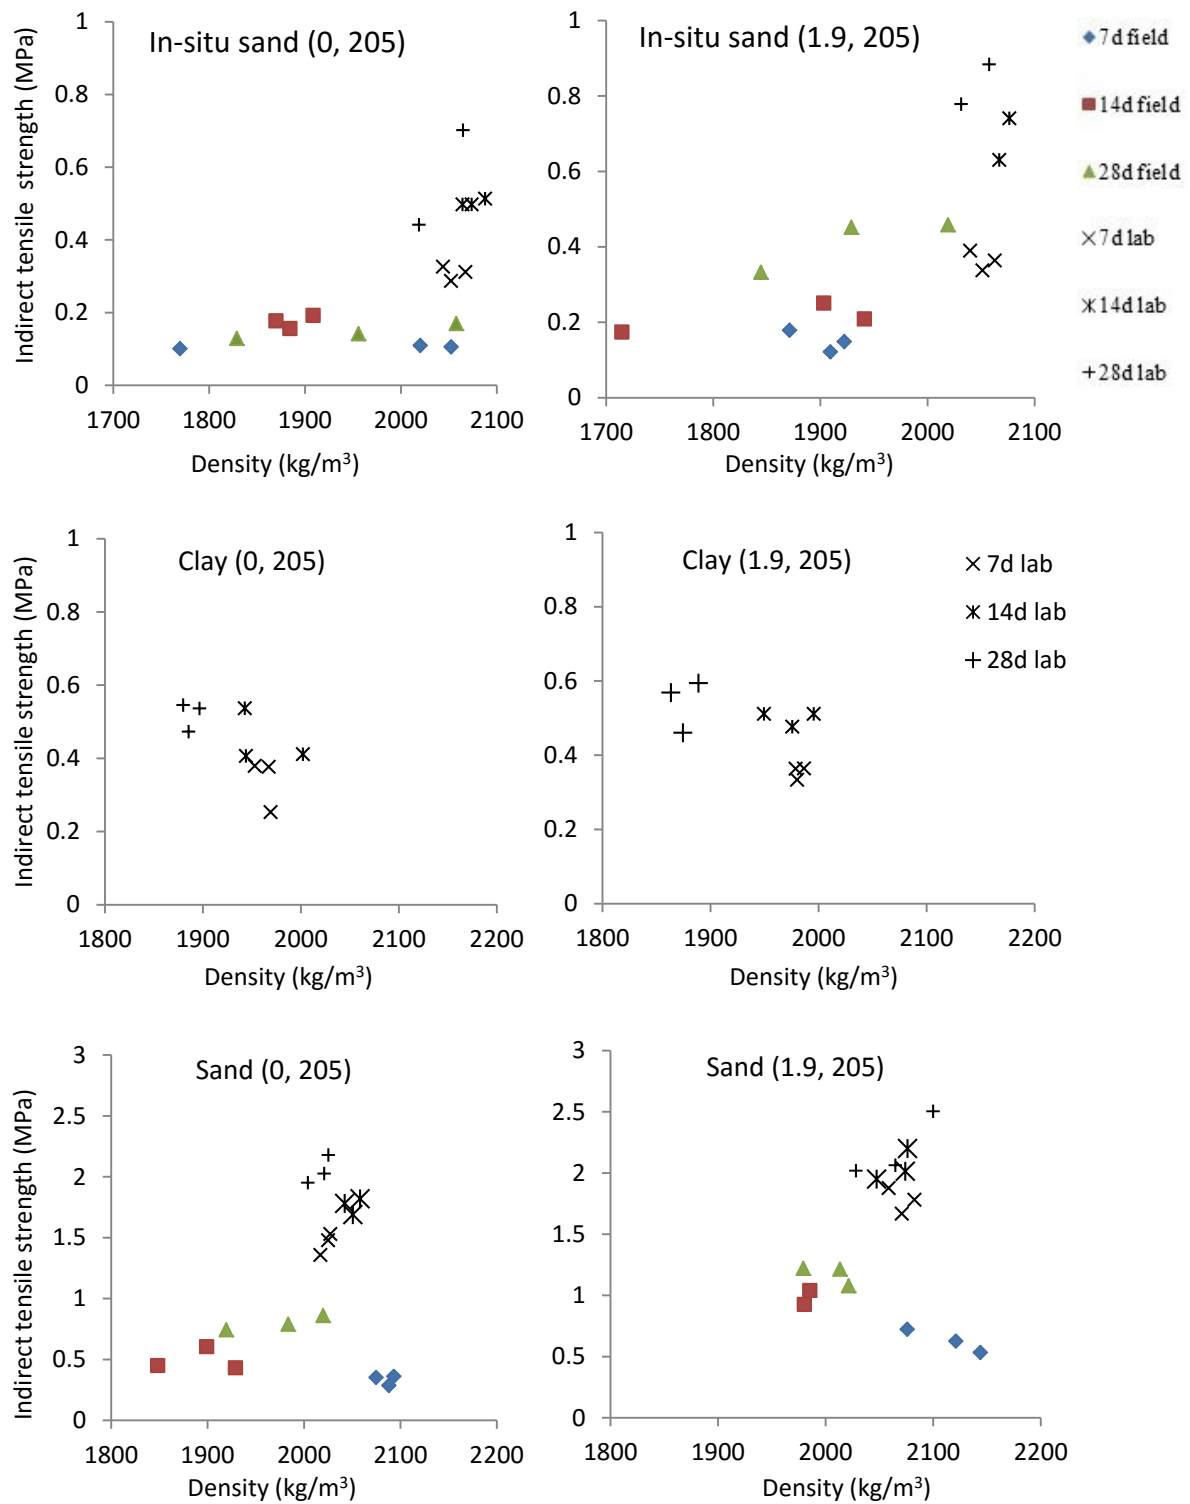 In-situ sand (0, 205)
Indirect tensile strength (MPa)
1
0.8
0.6
0.4
0.2
0
1700 1800 1900 2000 2100
Density (kg/m³)
In-situ sand (1.9, 205)
1
0.8
0.6
0.4
0.2
0
1700 1800 1900 2000 2100
Density (kg/m³)
7d field
14d field
28d field
7d lab
14d lab
28d lab
Clay (0, 205)
Indirect tensile strength (MPa)
1
0.8
0.6
0.4
0.2
0
1800 1900 2000 2100 2200
Density (kg/m³)
Clay (1.9, 205)
1
0.8
0.6
0.4
0.2
0
1800 1900 2000 2100 2200
Density (kg/m³)
7d lab
14d lab
28d lab
Sand (0, 205)
Indirect tensile strength (MPa)
3
2.5
2
1.5
1
0.5
0
1800 1900 2000 2100 2200
Density (kg/m³)
Sand (1.9, 205)
3
2.5
2
1.5
1
0.5
0
1800 1900 2000 2100 2200
Density (kg/m³)